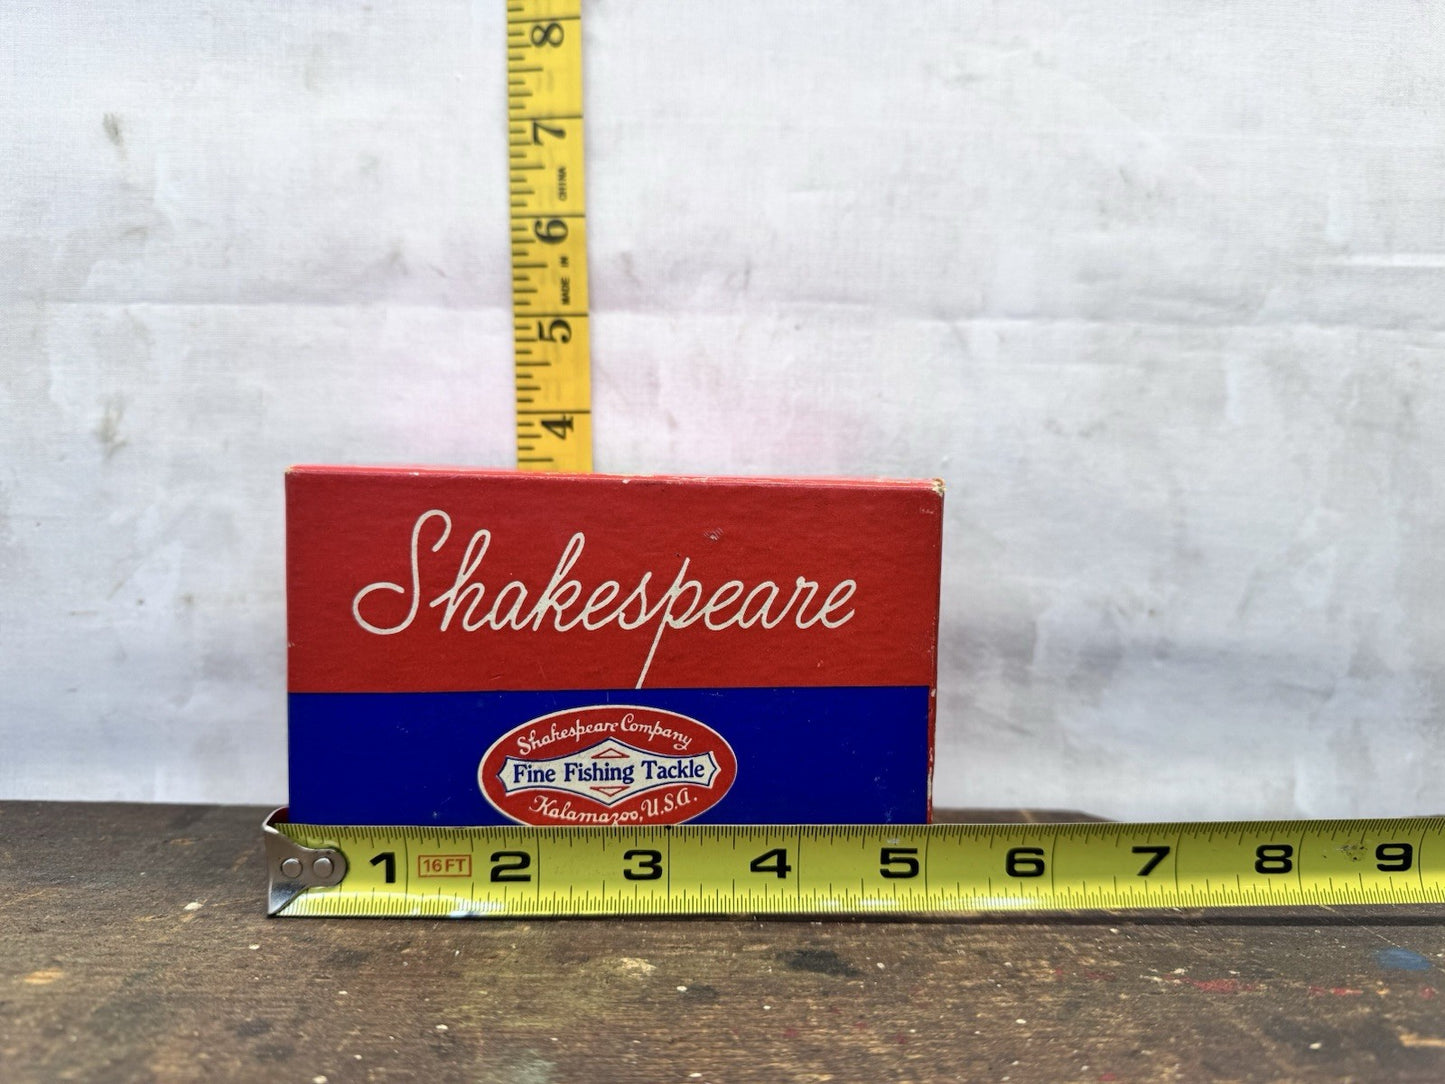 8
7
CHINA
6
MADE IN
5
4
Shakespeare
Shakespeare Company
Fine Fishing Tackle
Kalamazoo, U.S.A.
1 16FT 2 3 4 5 6 7 8 9